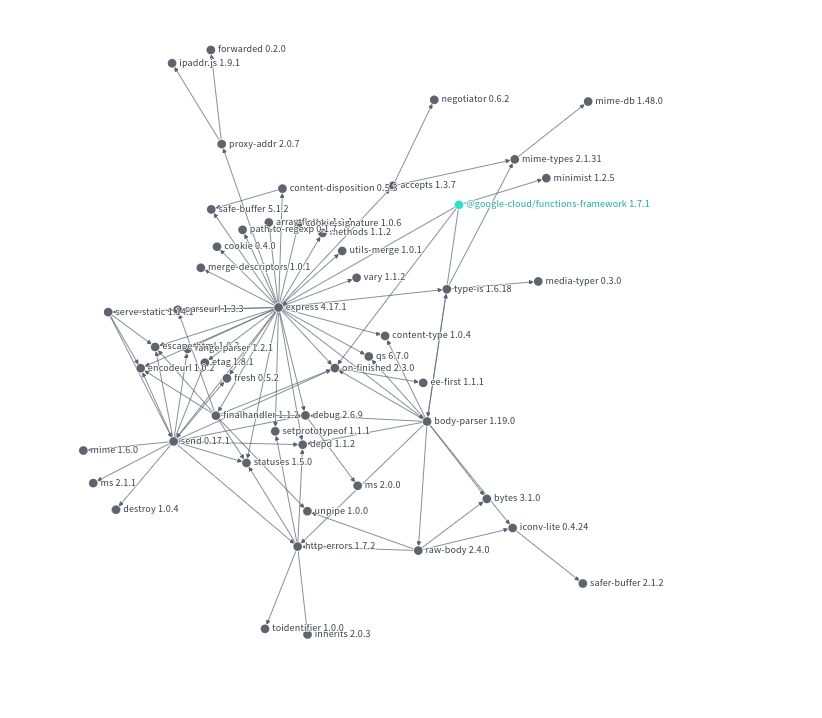 forwarded 0.2.0
ipaddr.js 1.9.1
negotiator 0.6.2
mime-db 1.48.0
proxy-addr 2.0.7
mime-types 2.1.31
minimist 1.2.5
accepts 1.3.7
content-disposition 0.5.3
@google-cloud/functions-framework 1.7.1
safe-buffer 5.1.2
cookie-signature 1.0.6
path-to-regexp 0.1.7
methods 1.1.2
cookie 0.4.0
utils-merge 1.0.1
merge-descriptors 1.0.1
vary 1.1.2
media-typer 0.3.0
type-is 1.6.18
express 4.17.1
parseurl 1.3.3
serve-static 1.14.1
content-type 1.0.4
range-parser 1.2.1
qs 6.7.0
etag 1.8.1
encodeurl 1.0.2
on-finished 2.3.0
fresh 0.5.2
ee-first 1.1.1
finalhandler 1.1.2
debug 2.6.9
body-parser 1.19.0
setprototypeof 1.1.1
send 0.17.1
depd 1.1.2
mime 1.6.0
statuses 1.5.0
ms 2.1.1
ms 2.0.0
bytes 3.1.0
destroy 1.0.4
unpipe 1.0.0
iconv-lite 0.4.24
http-errors 1.7.2
raw-body 2.4.0
safer-buffer 2.1.2
toidentifier 1.0.0
inherits 2.0.3